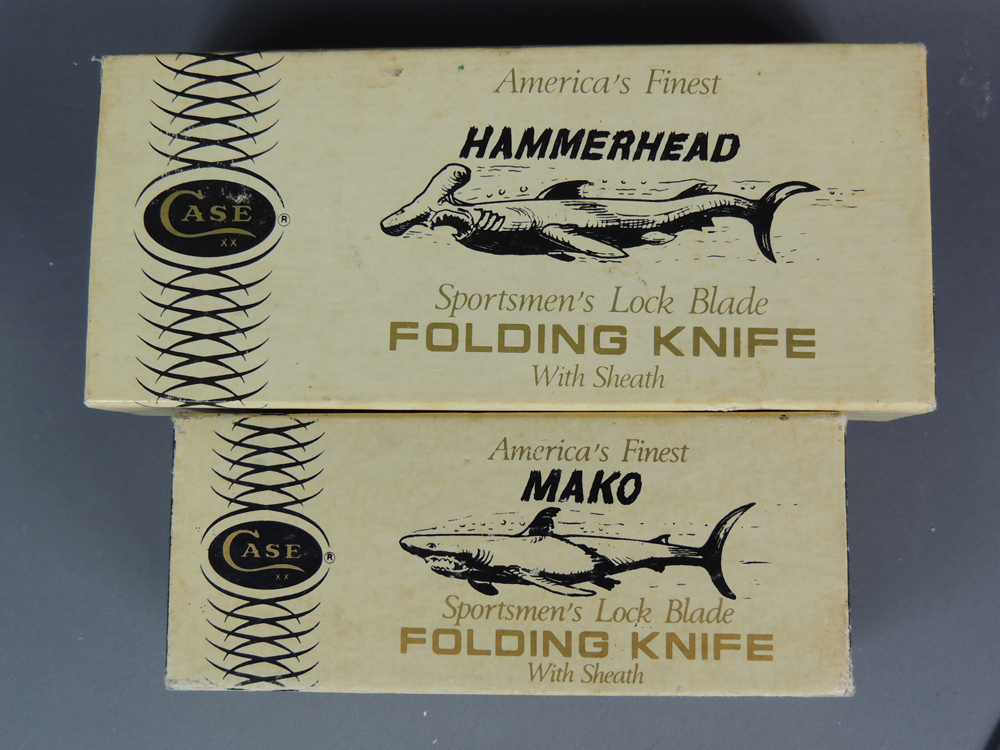 America's Finest
HAMMERHEAD
CASE XX ®
Sportsmen's Lock Blade
FOLDING KNIFE
With Sheath
America's Finest
MAKO
CASE XX ®
Sportsmen's Lock Blade
FOLDING KNIFE
With Sheath